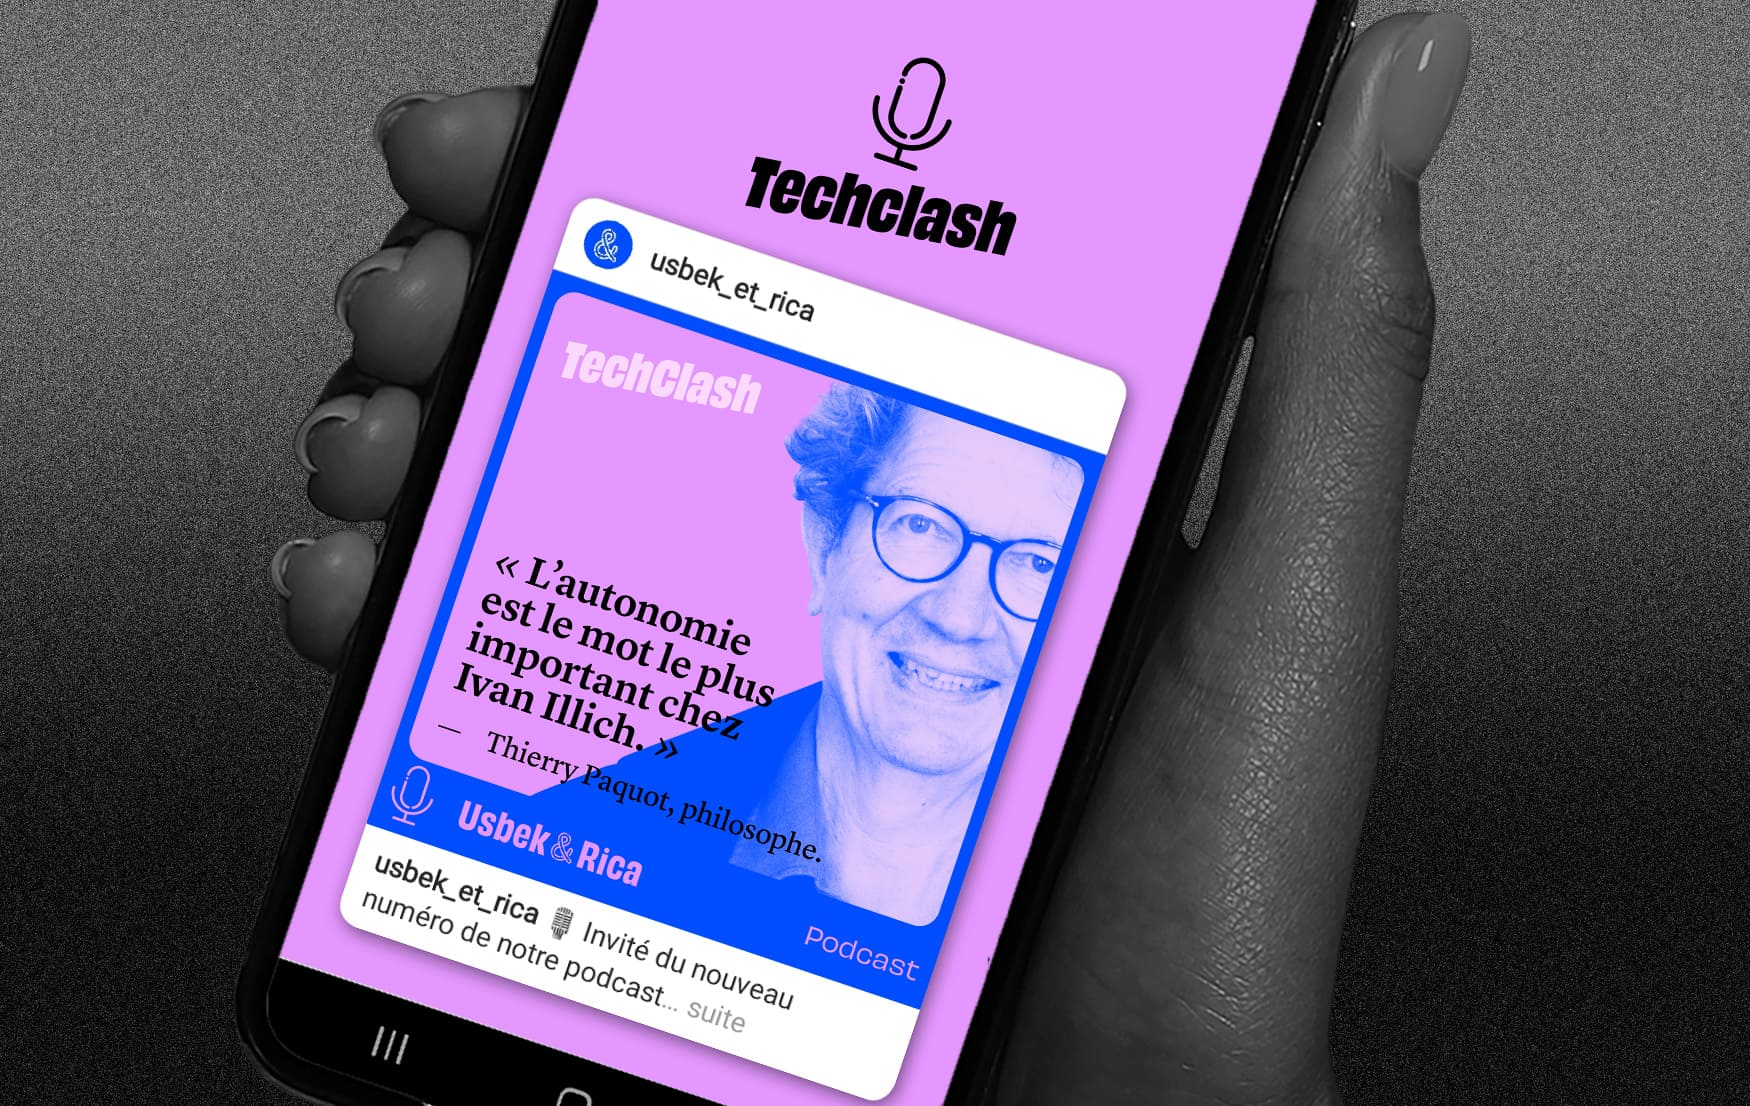 Techclash
usbek_et_rica
TechClash
« L’autonomie
est le mot le plus
important chez
Ivan Illich. »
— Thierry Paquot, philosophe.
Usbek & Rica
Podcast
usbek_et_rica 🎙 Invité du nouveau
numéro de notre podcast... suite